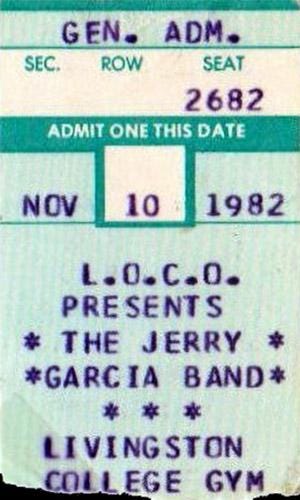 GEN. ADM.
SEC. ROW SEAT
2682
ADMIT ONE THIS DATE
NOV 10 1982
L.O.C.O.
PRESENTS
* THE JERRY *
*GARCIA BAND*
* * *
LIVINGSTON
COLLEGE GYM